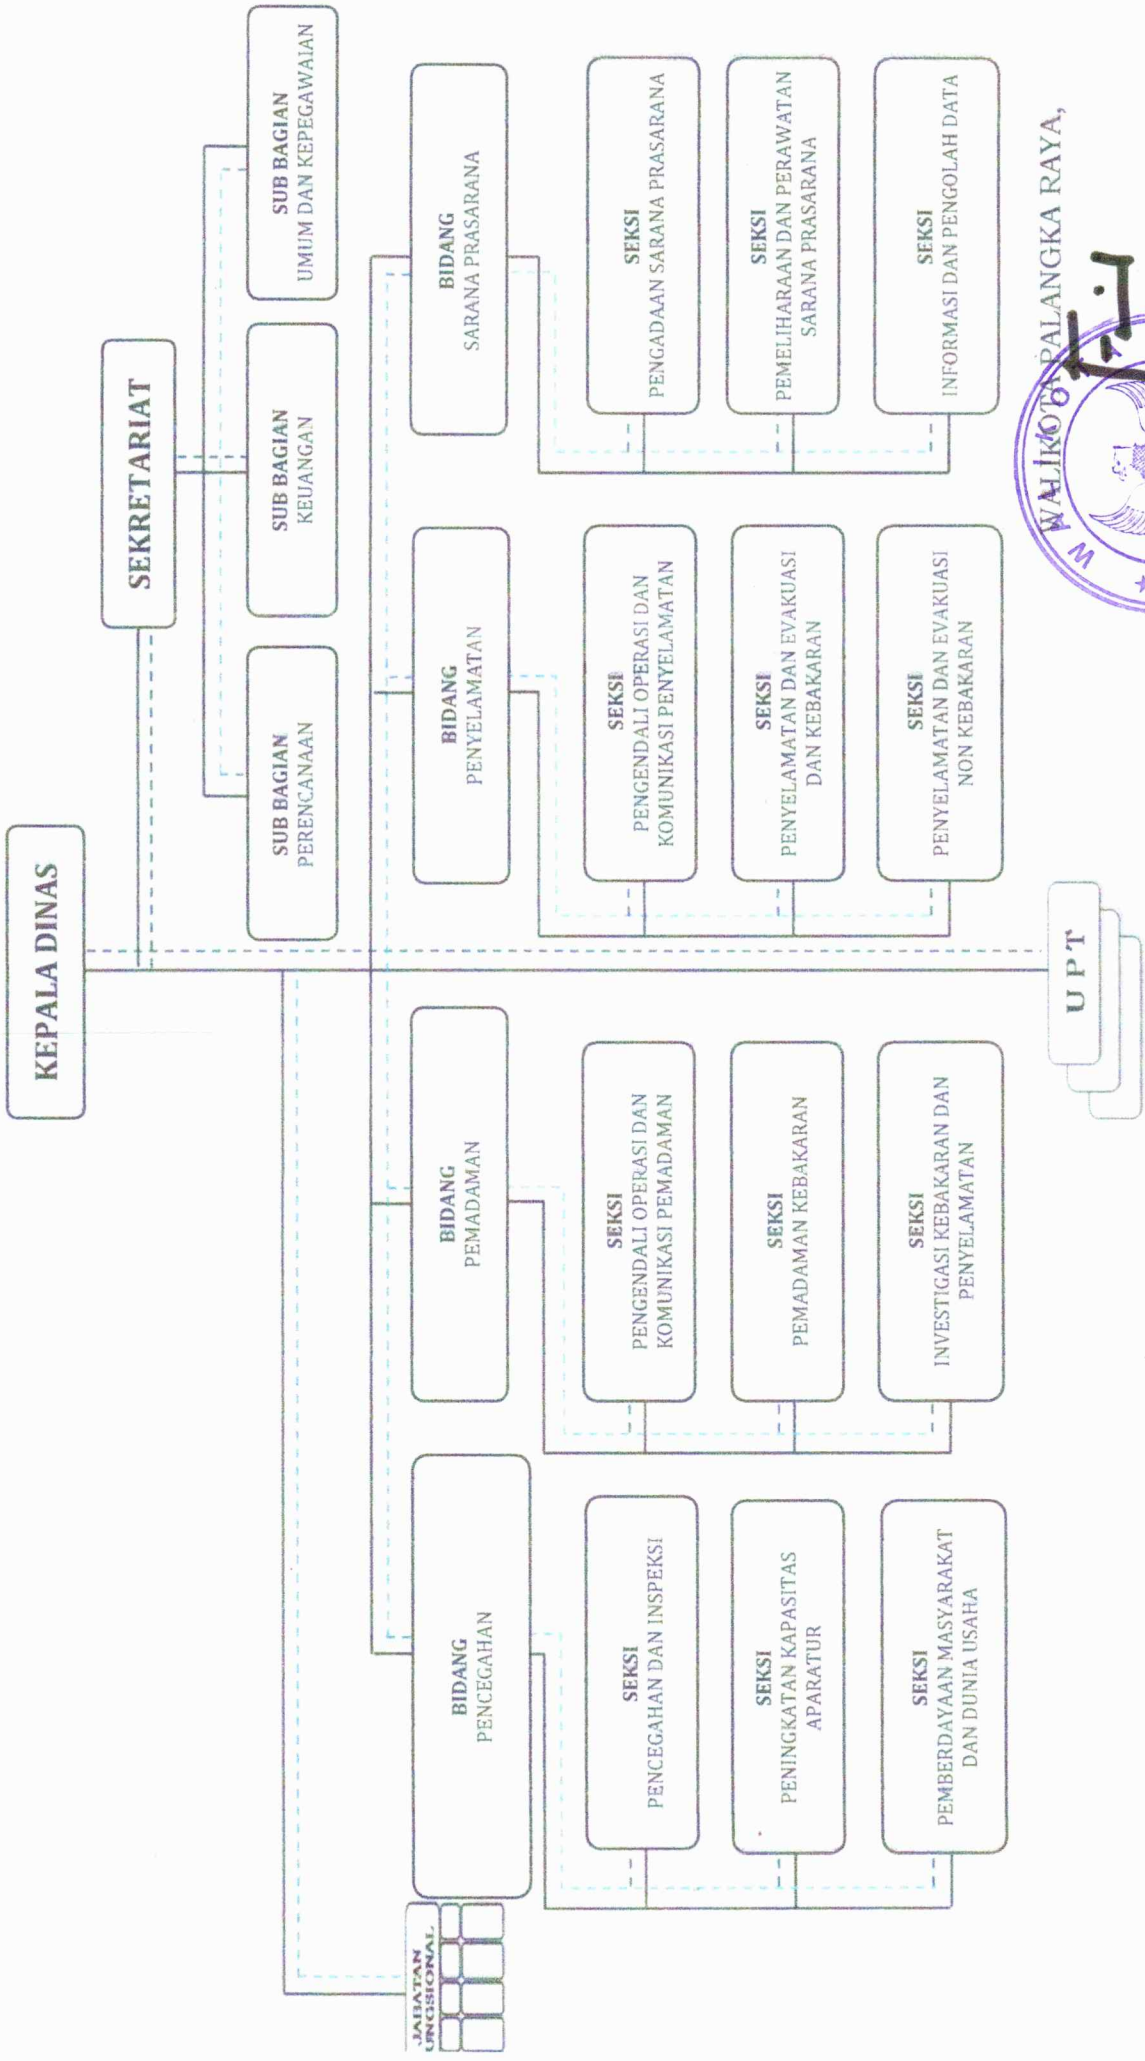 KEPALA DINAS
SEKRETARIAT
SUB BAGIAN
PERENCANAAN
SUB BAGIAN
KEUANGAN
SUB BAGIAN
UMUM DAN KEPEGAWAIAN
JABATAN
UNGSIONAL
BIDANG
PENCEGAHAN
BIDANG
PEMADAMAN
BIDANG
PENYELAMATAN
BIDANG
SARANA PRASARANA
SEKSI
PENCEGAHAN DAN INSPEKSI
SEKSI
PENINGKATAN KAPASITAS
APARATUR
SEKSI
PEMBERDAYAAN MASYARAKAT
DAN DUNIA USAHA
SEKSI
PENGENDALI OPERASI DAN
KOMUNIKASI PEMADAMAN
SEKSI
PEMADAMAN KEBAKARAN
SEKSI
INVESTIGASI KEBAKARAN DAN
PENYELAMATAN
SEKSI
PENGENDALI OPERASI DAN
KOMUNIKASI PENYELAMATAN
SEKSI
PENYELAMATAN DAN EVAKUASI
DAN KEBAKARAN
SEKSI
PENYELAMATAN DAN EVAKUASI
NON KEBAKARAN
SEKSI
PENGADAAN SARANA PRASARANA
SEKSI
PEMELIHARAAN DAN PERAWATAN
SARANA PRASARANA
SEKSI
INFORMASI DAN PENGOLAH DATA
U P T
WALIKOTA PALANGKA RAYA,